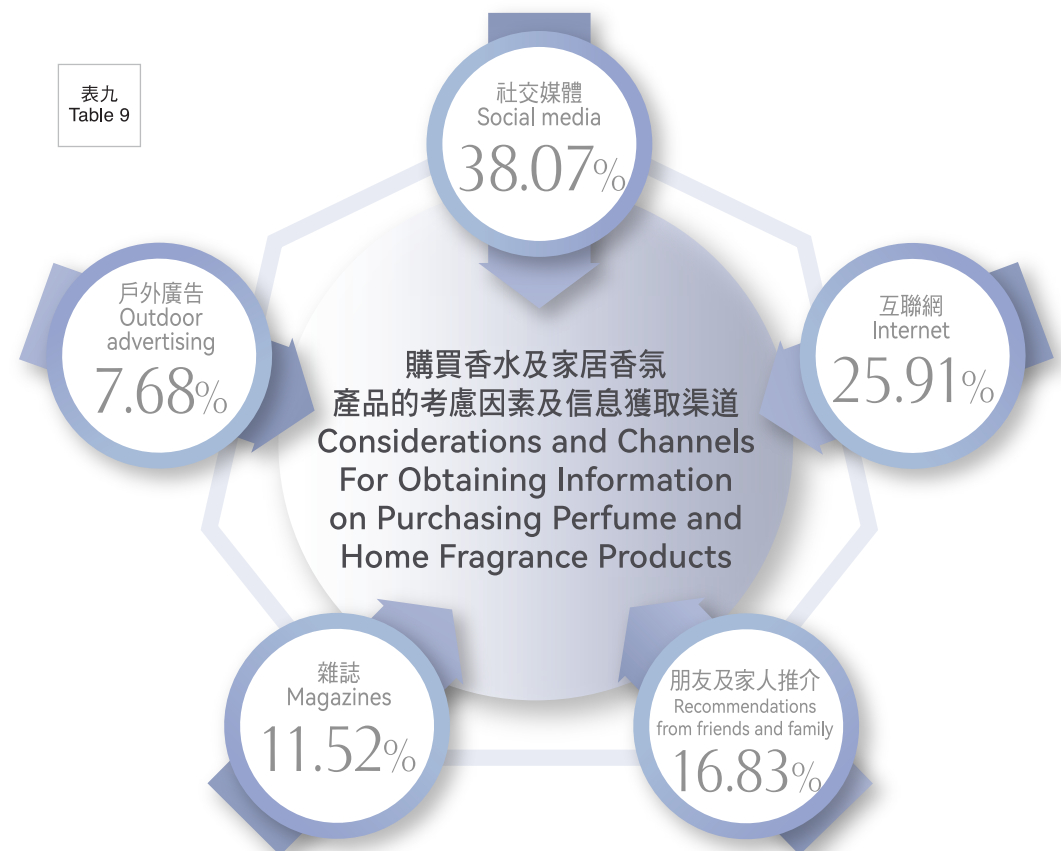 表九
Table 9
社交媒體
Social media
38.07%
戶外廣告
Outdoor
advertising
7.68%
互聯網
Internet
25.91%
購買香水及家居香氛
產品的考慮因素及信息獲取渠道
Considerations and Channels
For Obtaining Information
on Purchasing Perfume and
Home Fragrance Products
雜誌
Magazines
11.52%
朋友及家人推介
Recommendations
from friends and family
16.83%